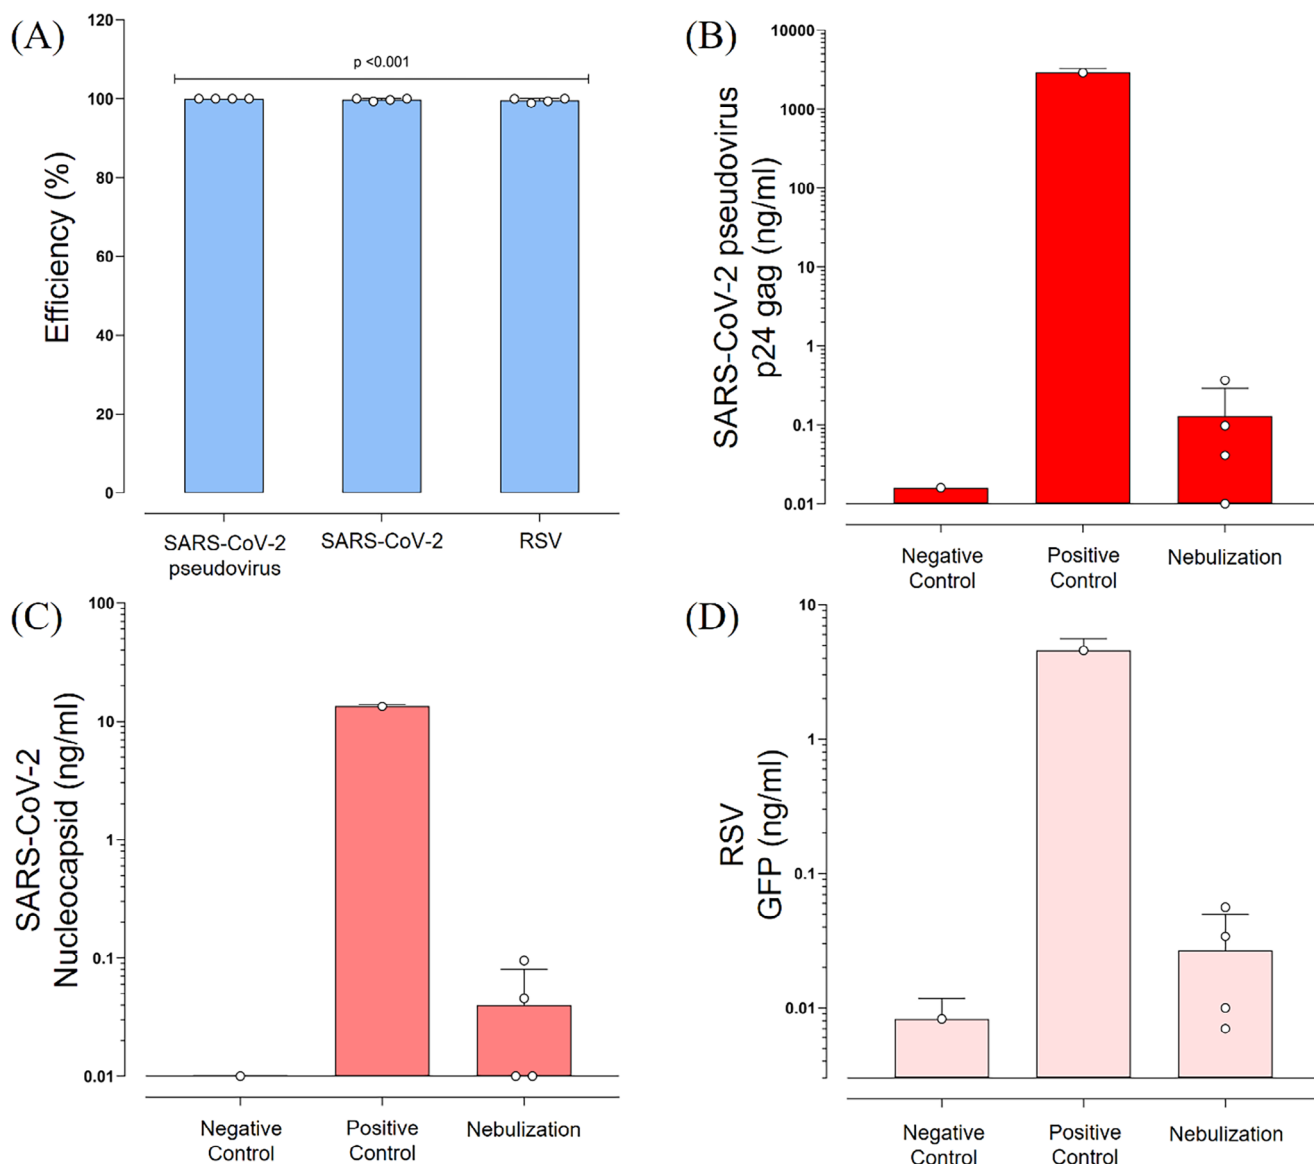 (A)
120
100
80
60
40
20
0
Efficiency (%)
p <0.001
SARS-CoV-2
pseudovirus
SARS-CoV-2
RSV
(B)
10000
1000
100
10
1
0.1
0.01
SARS-CoV-2 pseudovirus
p24 gag (ng/ml)
Negative
Control
Positive
Control
Nebulization
(C)
100
10
1
0.1
0.01
SARS-CoV-2
Nucleocapsid (ng/ml)
Negative
Control
Positive
Control
Nebulization
(D)
10
1
0.1
0.01
RSV
GFP (ng/ml)
Negative
Control
Positive
Control
Nebulization